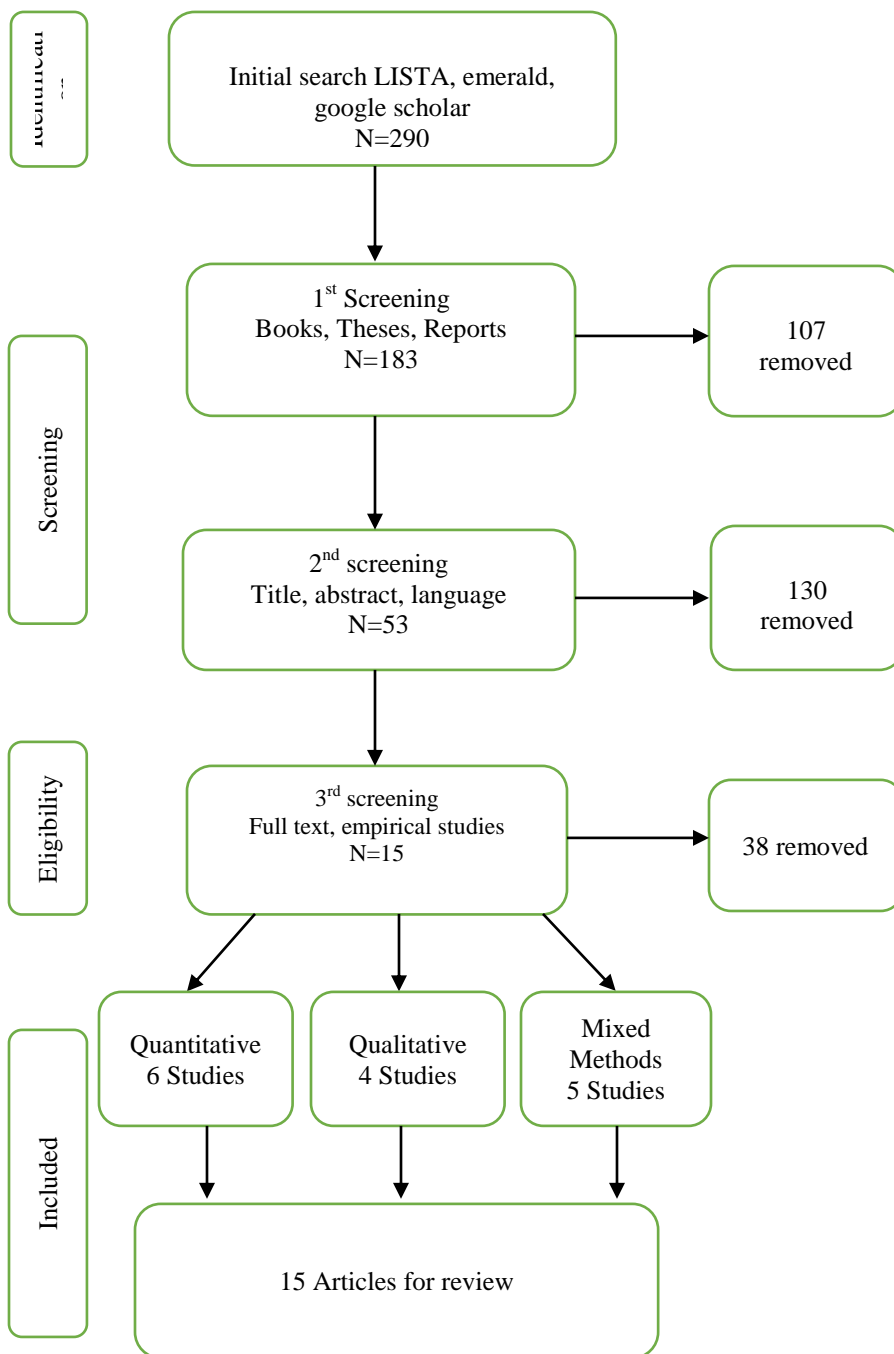 Initial search LISTA, emerald,
google scholar
N=290
1st Screening
Books, Theses, Reports
N=183
107
removed
Screening
2nd screening
Title, abstract, language
N=53
130
removed
Eligibility
3rd screening
Full text, empirical studies
N=15
38 removed
Included
Quantitative
6 Studies
Qualitative
4 Studies
Mixed
Methods
5 Studies
15 Articles for review